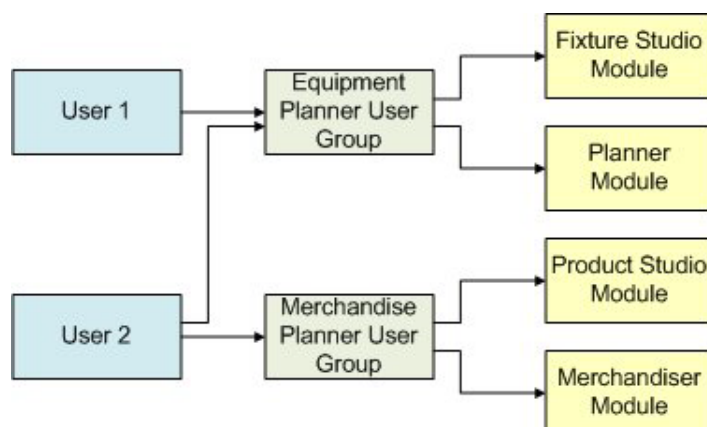 Fixture Studio
Module
User 1
Equipment
Planner User
Group
Planner
Module
Product Studio
Module
User 2
Merchandise
Planner User
Group
Merchandiser
Module